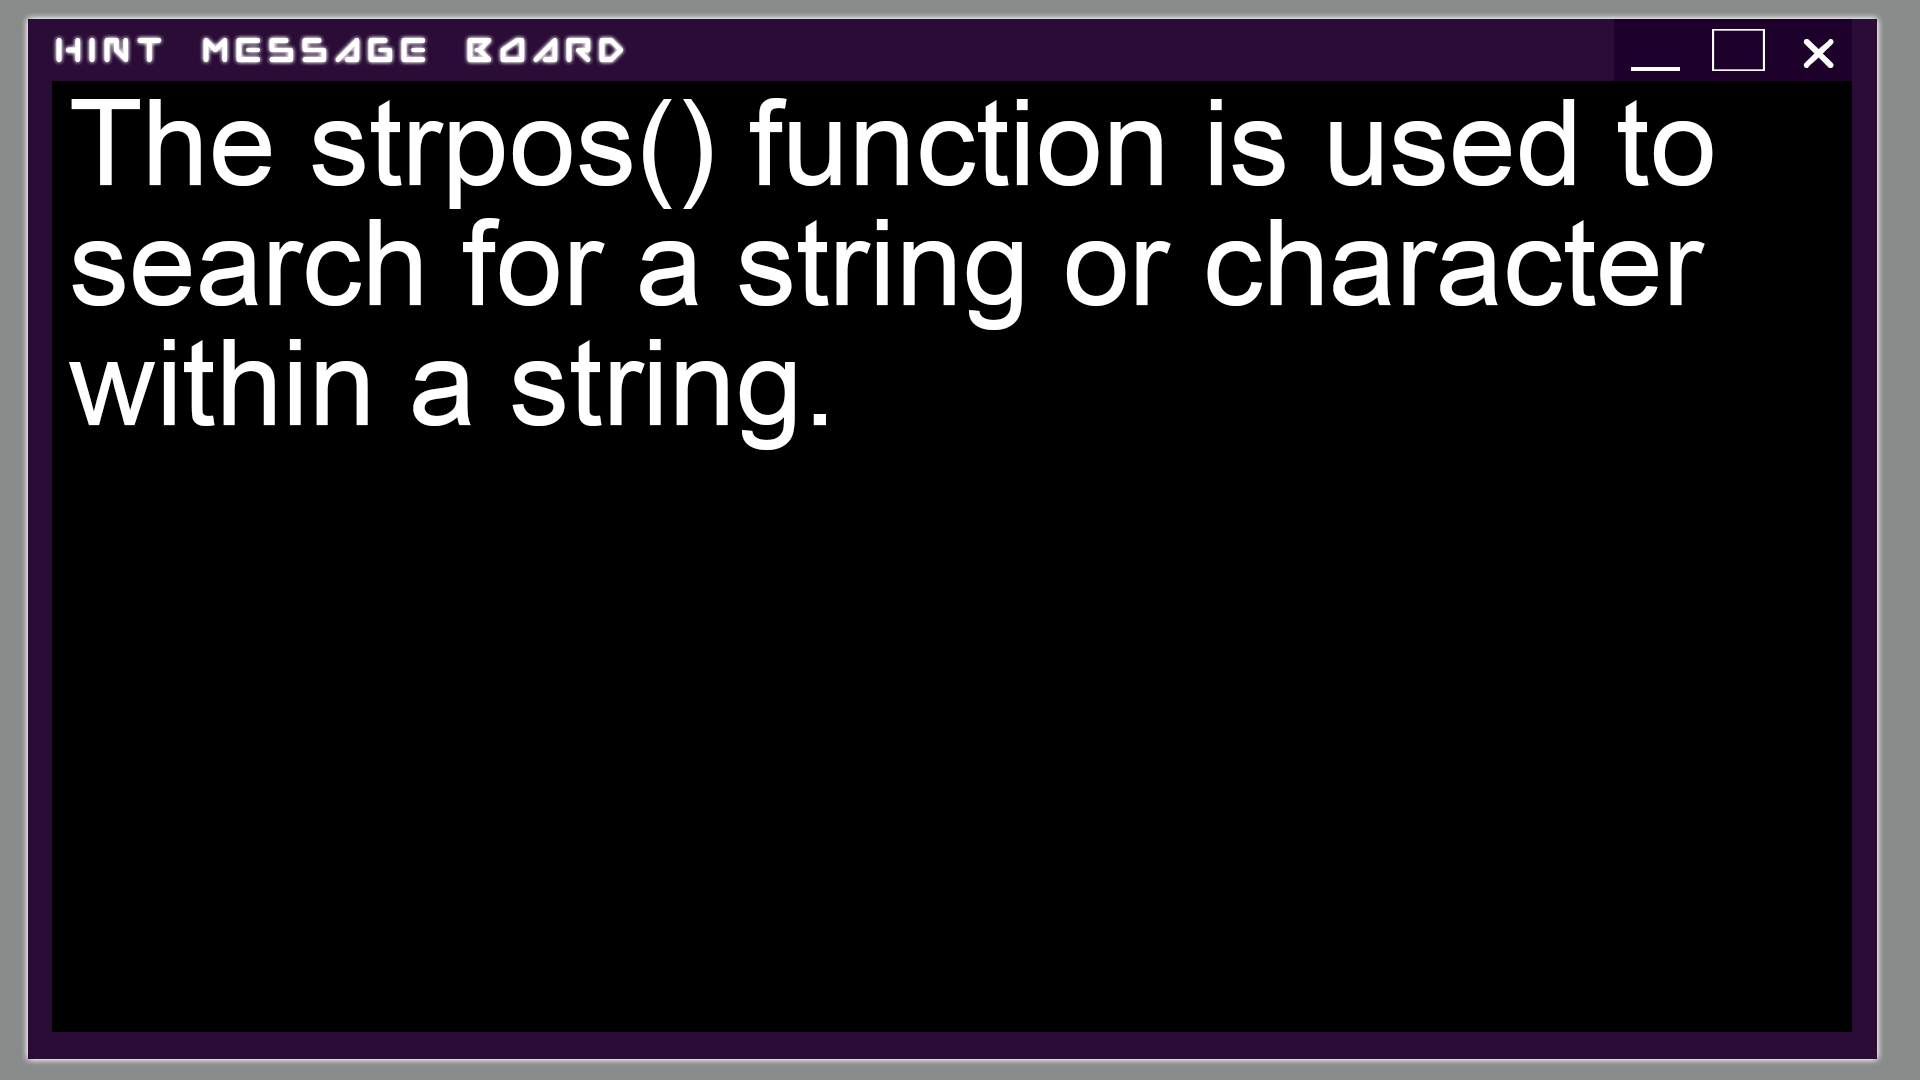 HINT MESSAGE BOARD
The strpos() function is used to
search for a string or character
within a string.